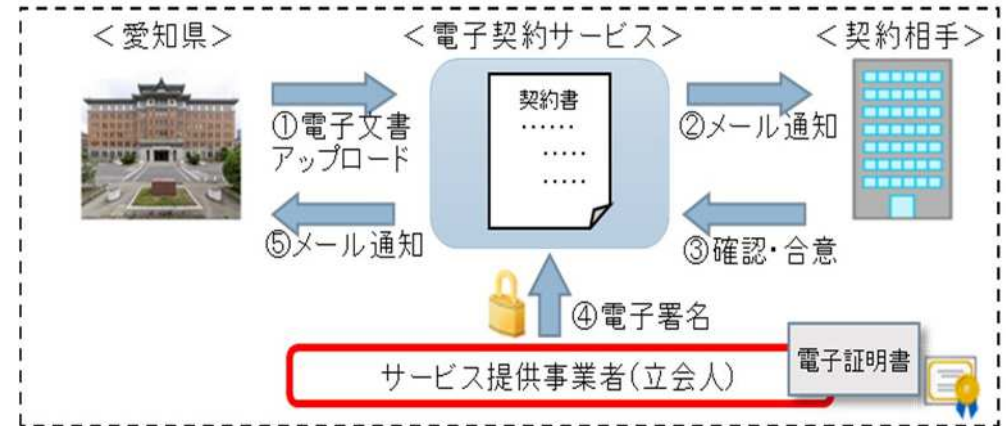 ＜愛知県＞
＜電子契約サービス＞
＜契約相手＞
①電子文書
アップロード
契約書
……
…‥
…‥
②メール通知
⑤メール通知
③確認・合意
④電子署名
サービス提供事業者(立会人)
電子証明書